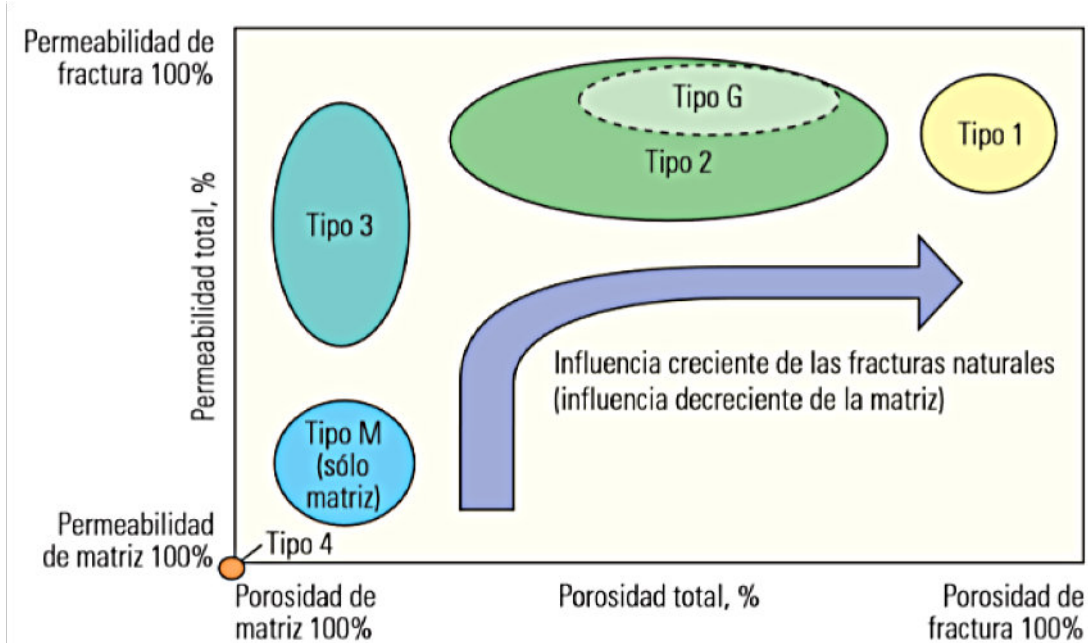 Permeabilidad de
fractura 100%
Tipo G
Tipo 2
Tipo 1
Tipo 3
Permeabilidad total, %
Influencia creciente de las fracturas naturales
(influencia decreciente de la matriz)
Tipo M
(sólo
matriz)
Permeabilidad
de matriz 100%
Tipo 4
Porosidad de
matriz 100%
Porosidad total, %
Porosidad de
fractura 100%